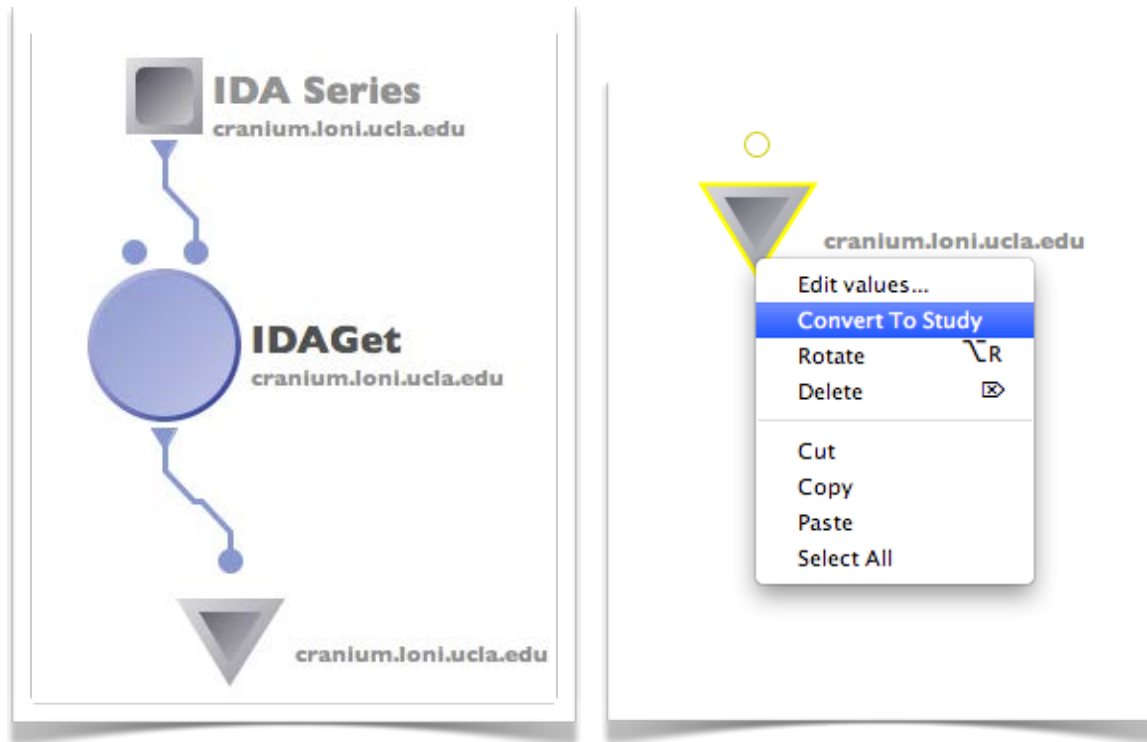 IDA Series
cranium.loni.ucla.edu
IDAGet
cranium.loni.ucla.edu
cranium.loni.ucla.edu
cranium.loni.ucla.edu
Edit values...
Convert To Study
Rotate ⌥R
Delete ⌦
Cut
Copy
Paste
Select All